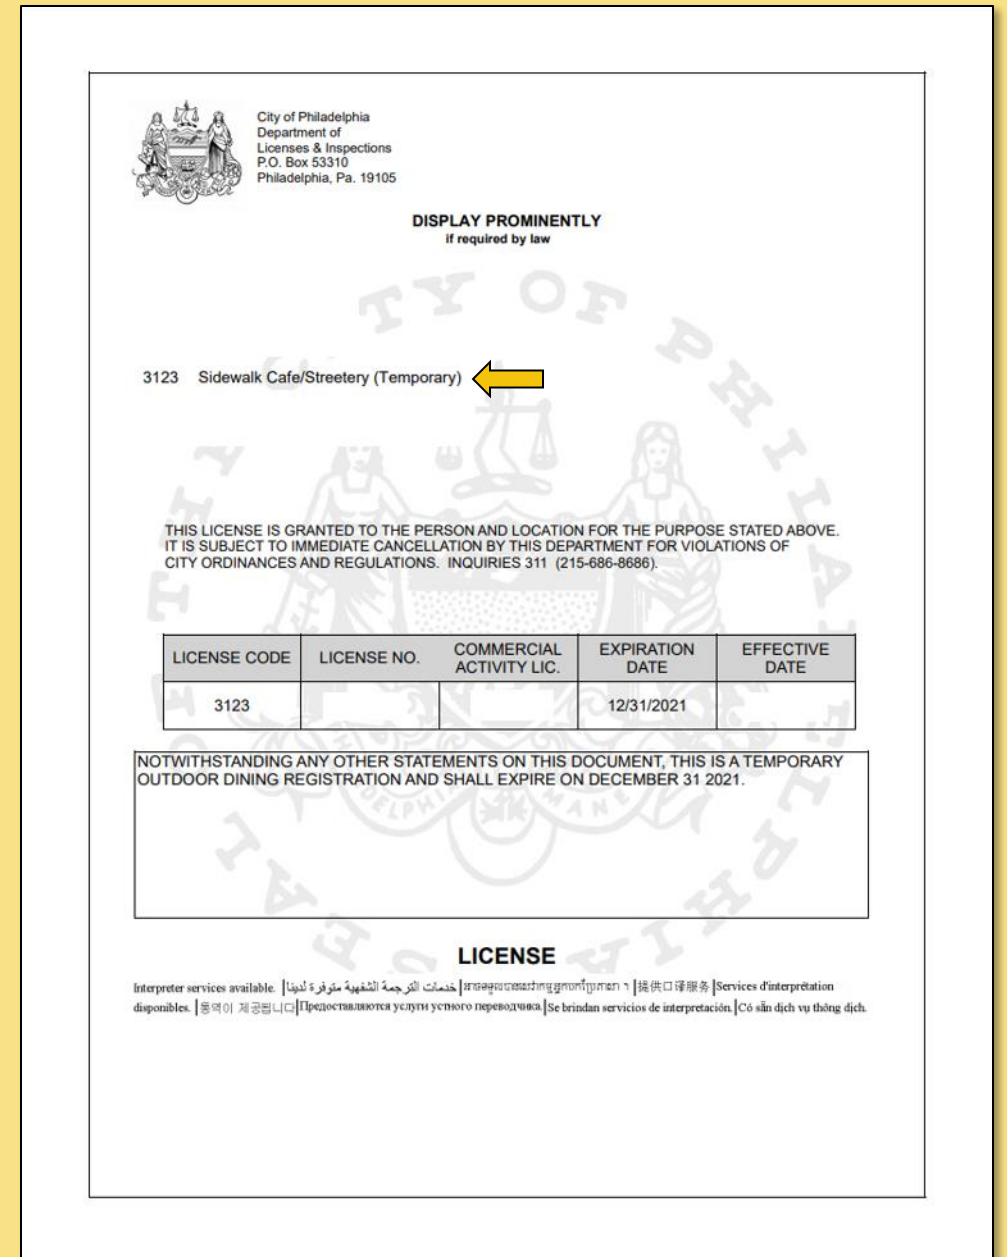 City of Philadelphia
Department of
Licenses & Inspections
P.O. Box 53310
Philadelphia, Pa. 19105
DISPLAY PROMINENTLY
if required by law
3123 Sidewalk Cafe/Streetery (Temporary)
THIS LICENSE IS GRANTED TO THE PERSON AND LOCATION FOR THE PURPOSE STATED ABOVE.
IT IS SUBJECT TO IMMEDIATE CANCELLATION BY THIS DEPARTMENT FOR VIOLATIONS OF
CITY ORDINANCES AND REGULATIONS. INQUIRIES 311 (215-686-8686).
LICENSE CODE LICENSE NO. COMMERCIAL ACTIVITY LIC. EXPIRATION DATE EFFECTIVE DATE
3123 12/31/2021
NOTWITHSTANDING ANY OTHER STATEMENTS ON THIS DOCUMENT, THIS IS A TEMPORARY
OUTDOOR DINING REGISTRATION AND SHALL EXPIRE ON DECEMBER 31 2021.
LICENSE
Interpreter services available. | خدمات الترجمة الشفهية متوفرة لدينا | 提供口译服务 | Services d'interprétation
disponibles. | 통역이 제공됩니다 | Предоставляются услуги устного переводчика. | Se brindan servicios de interpretación. | Có sẵn dịch vụ thông dịch.